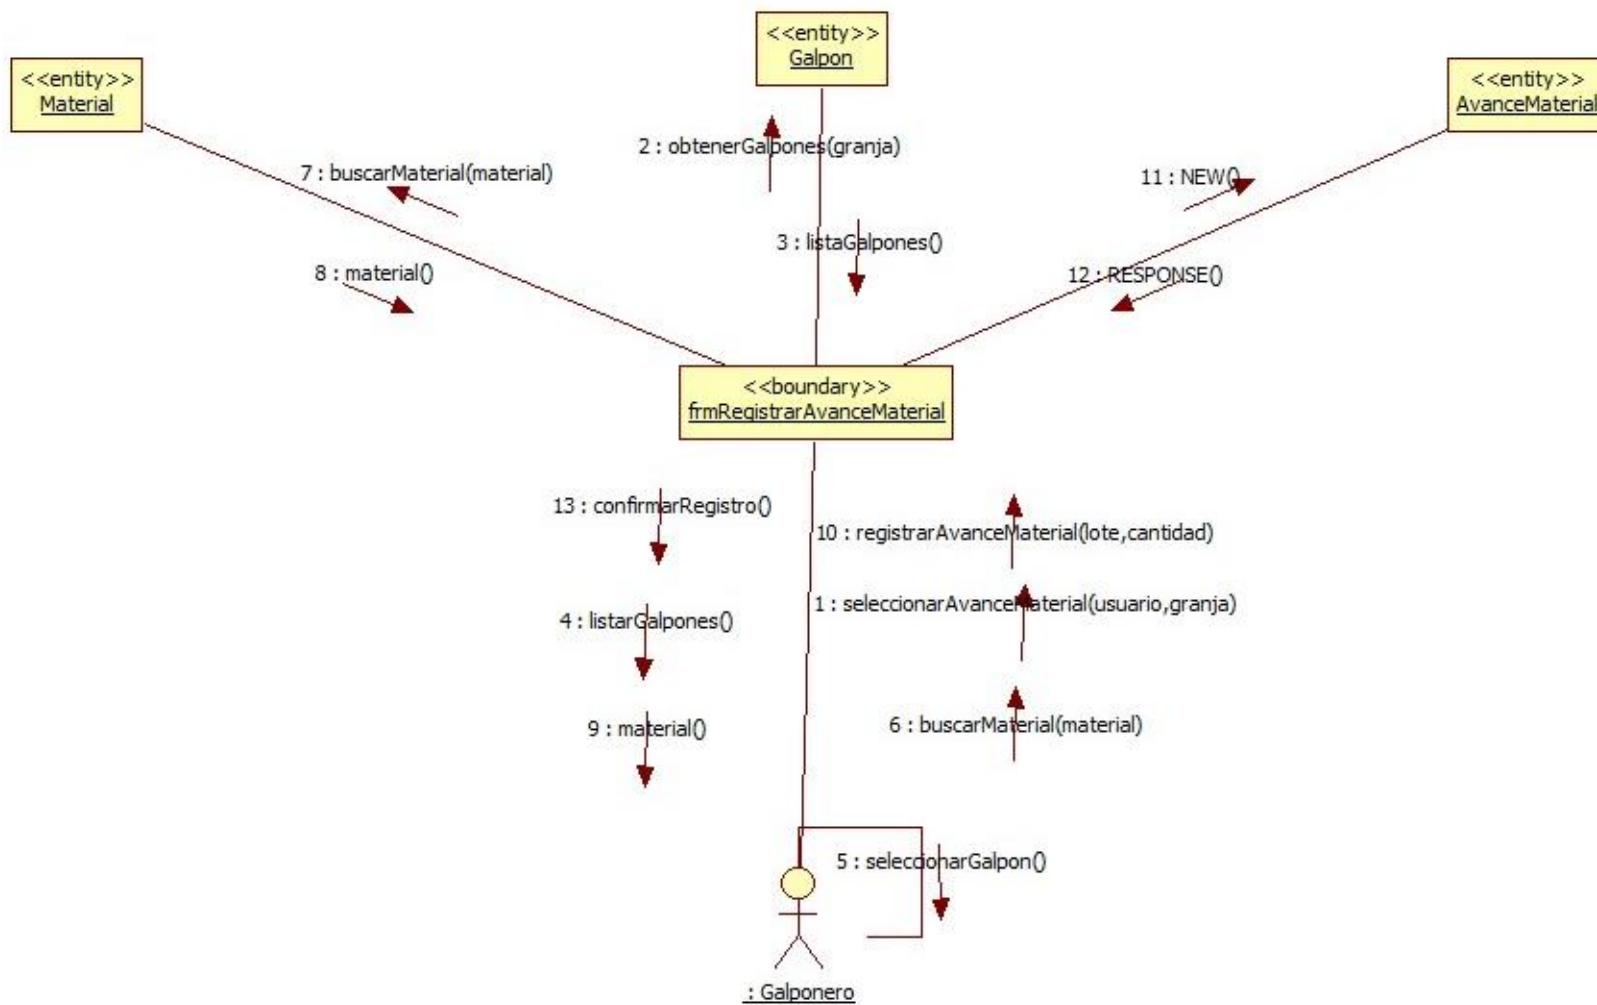 <<entity>>
Galpon
<<entity>>
Material
<<entity>>
AvanceMaterial
2 : obtenerGalpones(granja)
7 : buscarMaterial(material)
11 : NEW()
3 : listaGalpones()
8 : material()
12 : RESPONSE()
<<boundary>>
frmRegistrarAvanceMaterial
13 : confirmarRegistro()
10 : registrarAvanceMaterial(lote,cantidad)
1 : seleccionarAvanceMaterial(usuario,granja)
4 : listarGalpones()
6 : buscarMaterial(material)
9 : material()
5 : seleccionarGalpon()
: Galponero